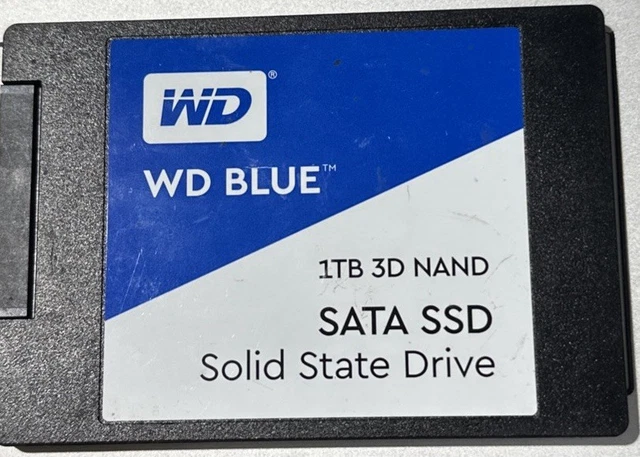 WD®
WD BLUE™
1TB 3D NAND
SATA SSD
Solid State Drive